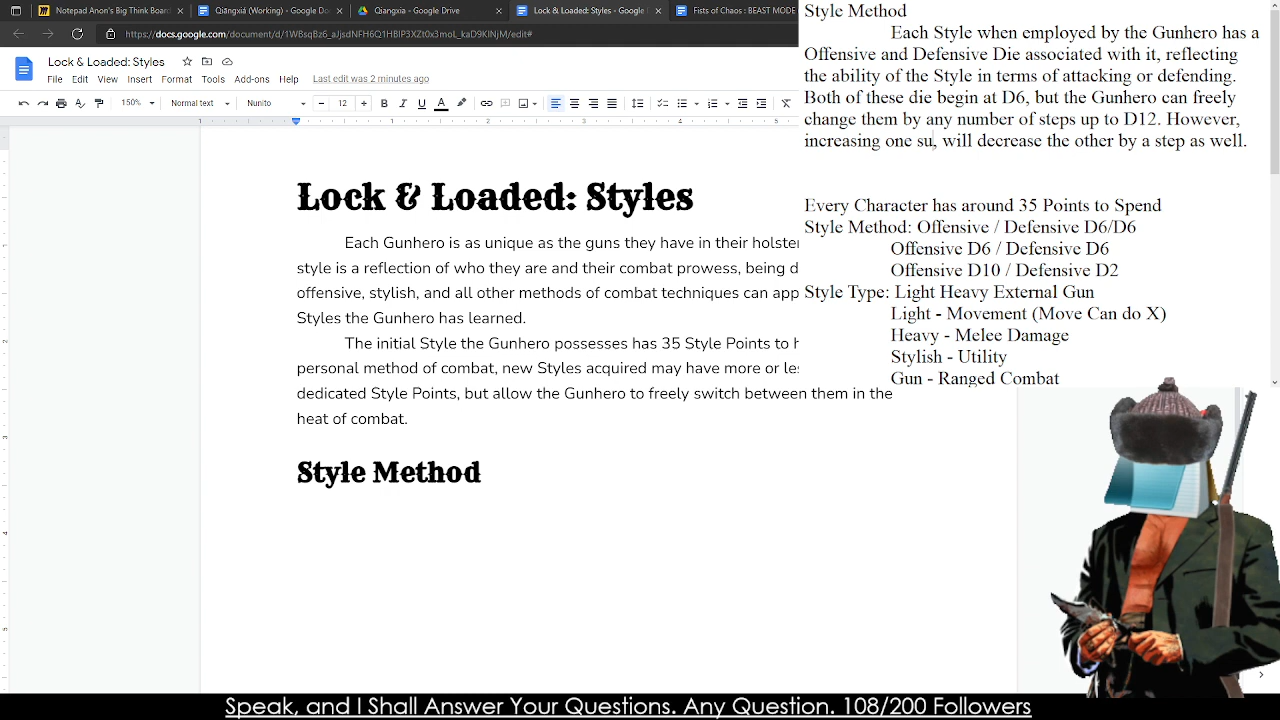 Notepad Anon's Big Think Board
Qiāngxiá (Working) - Google Do
Qiangxia - Google Drive
Lock & Loaded: Styles - Google
Fists of Chaos : BEAST MODE
Lock & Loaded: Styles
File Edit View Insert Format Tools Add-ons Help Last edit was 2 minutes ago
150% Normal text Nunito 12
Lock & Loaded: Styles
Each Gunhero is as unique as the guns they have in their holster
style is a reflection of who they are and their combat prowess, being d
offensive, stylish, and all other methods of combat techniques can app
Styles the Gunhero has learned.
The initial Style the Gunhero possesses has 35 Style Points to h
personal method of combat, new Styles acquired may have more or les
dedicated Style Points, but allow the Gunhero to freely switch between them in the
heat of combat.
Style Method
Style Method
Each Style when employed by the Gunhero has a
Offensive and Defensive Die associated with it, reflecting
the ability of the Style in terms of attacking or defending.
Both of these die begin at D6, but the Gunhero can freely
change them by any number of steps up to D12. However,
increasing one su, will decrease the other by a step as well.
Every Character has around 35 Points to Spend
Style Method: Offensive / Defensive D6/D6
Offensive D6 / Defensive D6
Offensive D10 / Defensive D2
Style Type: Light Heavy External Gun
Light - Movement (Move Can do X)
Heavy - Melee Damage
Stylish - Utility
Gun - Ranged Combat
Speak, and I Shall Answer Your Questions. Any Question. 108/200 Followers